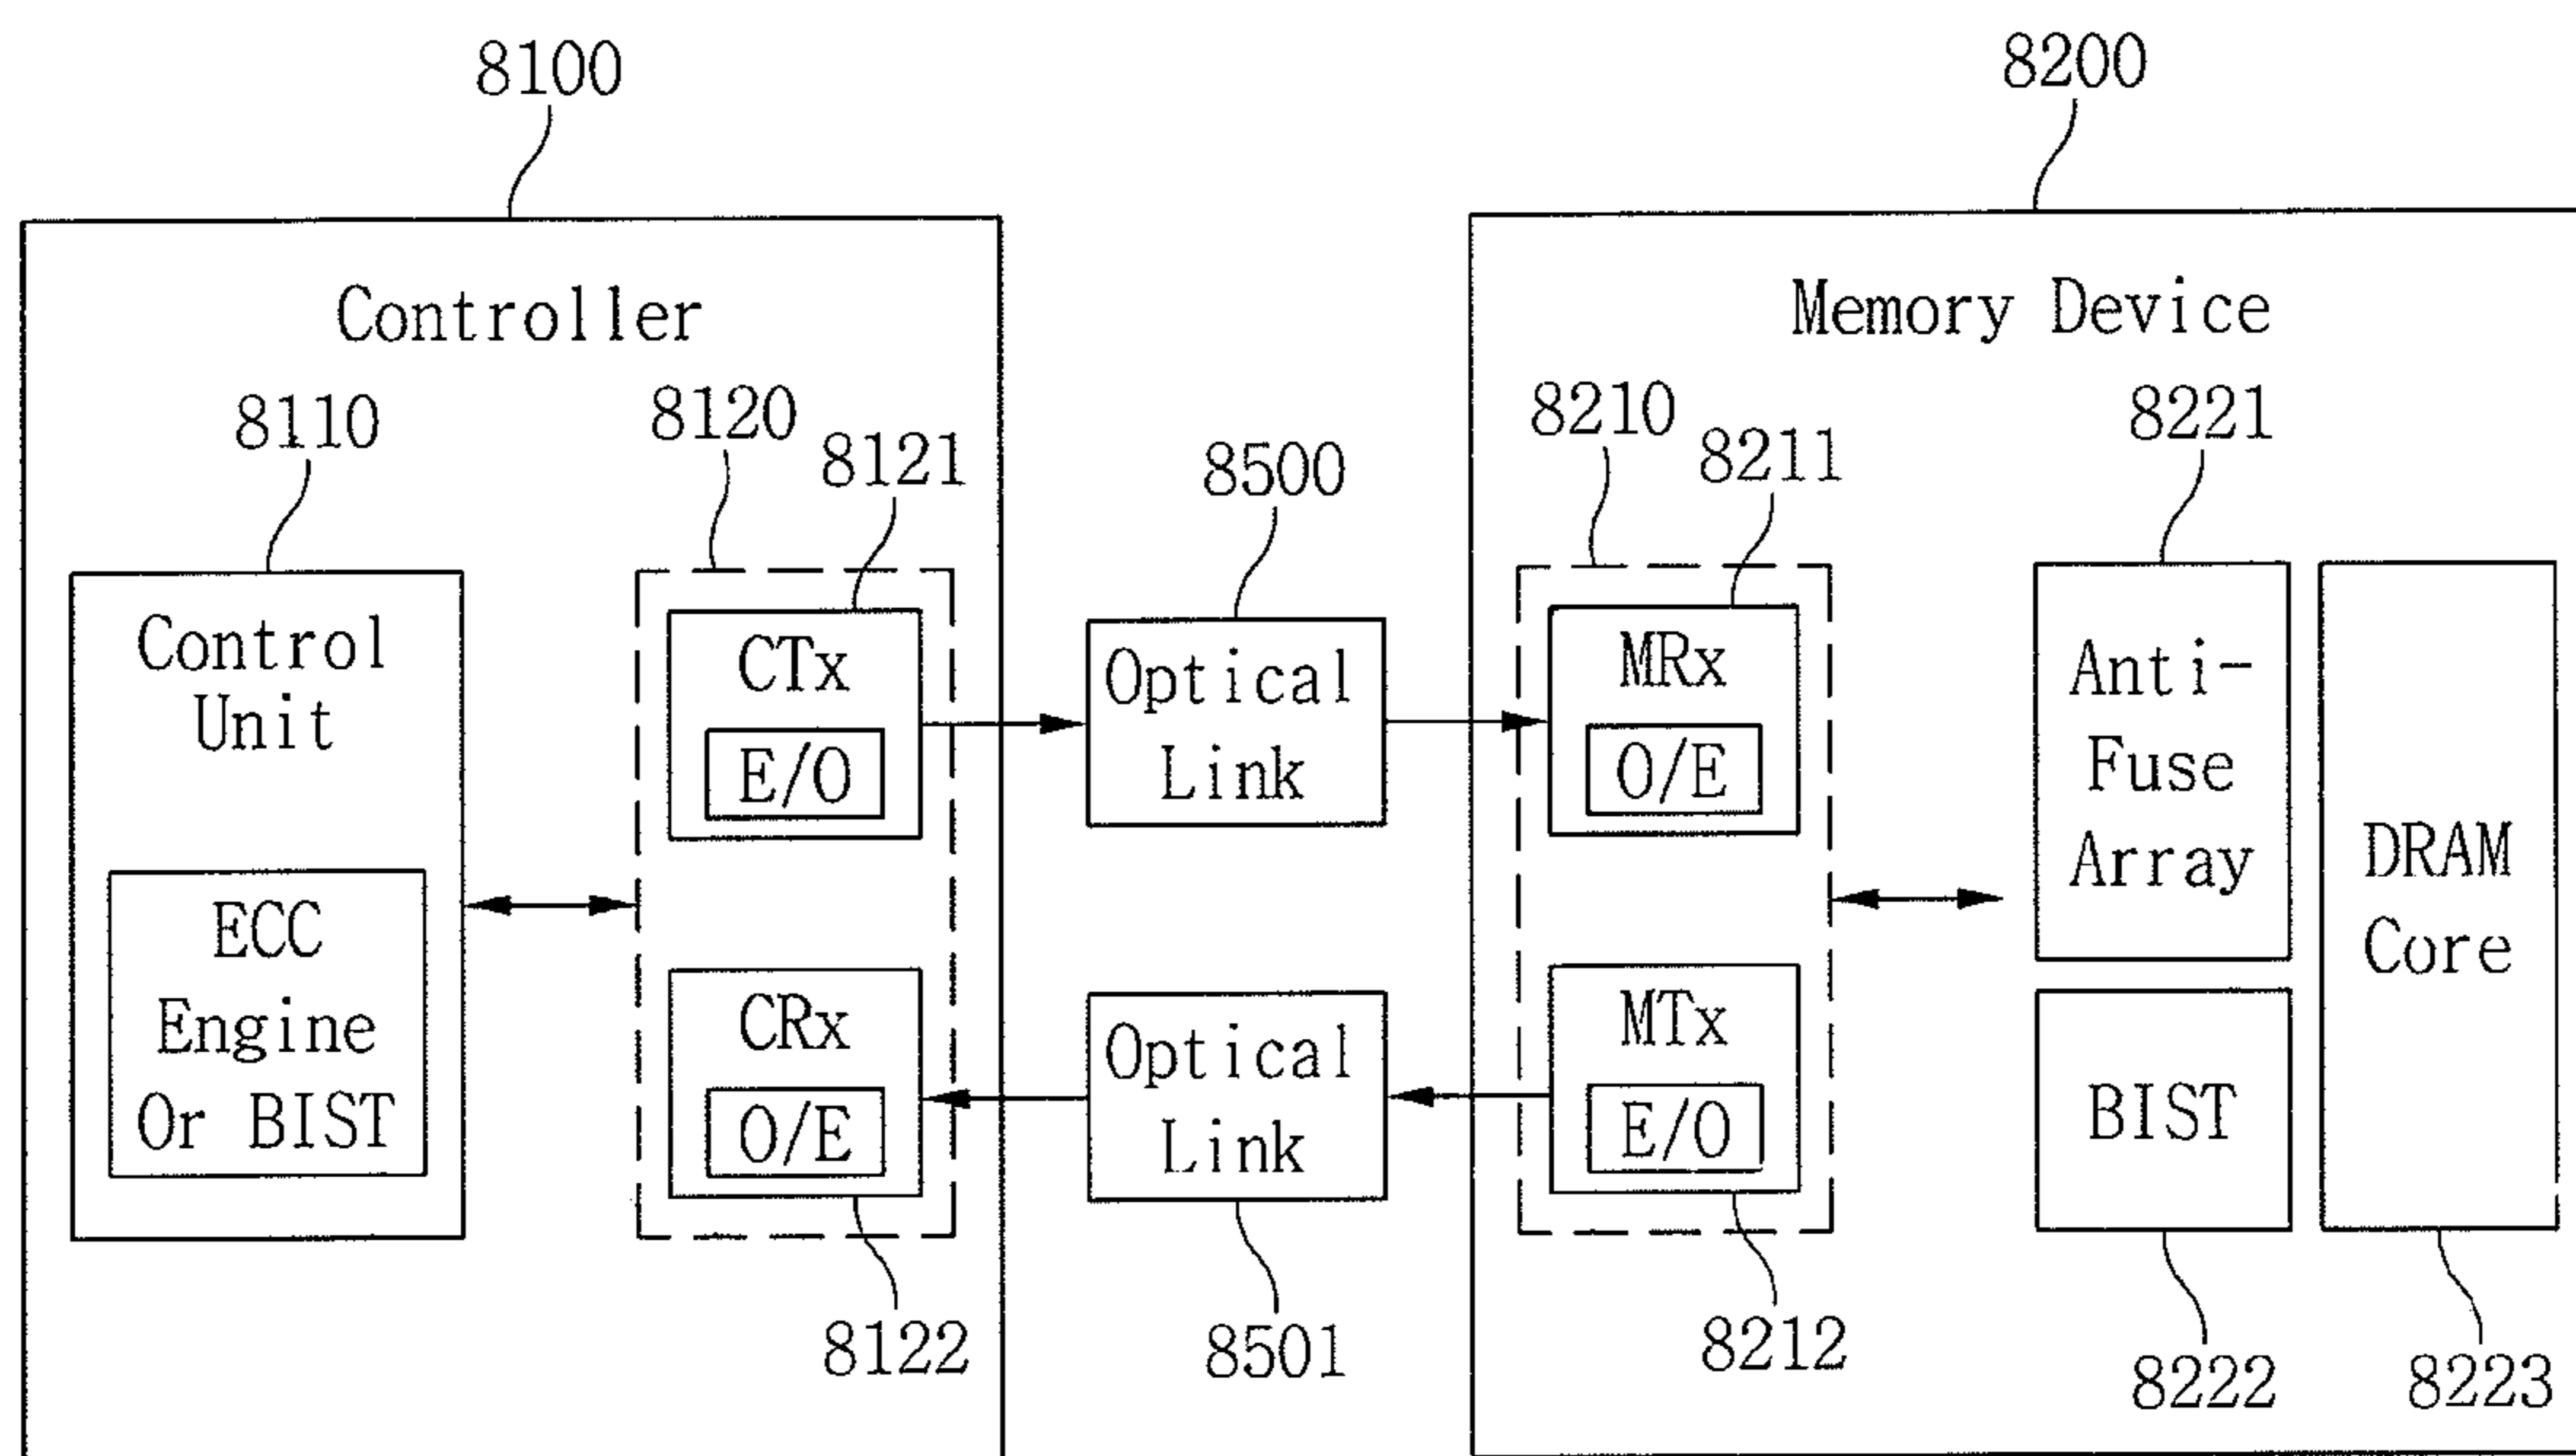 8100
8200
Controller
Memory Device
8110
8120
8121
8500
8210
8211
8221
Control
Unit
ECC
Engine
Or BIST
CTx
E/O
CRx
O/E
Optical
Link
Optical
Link
MRx
O/E
MTx
E/O
Anti-
Fuse
Array
BIST
DRAM
Core
8122
8501
8212
8222
8223